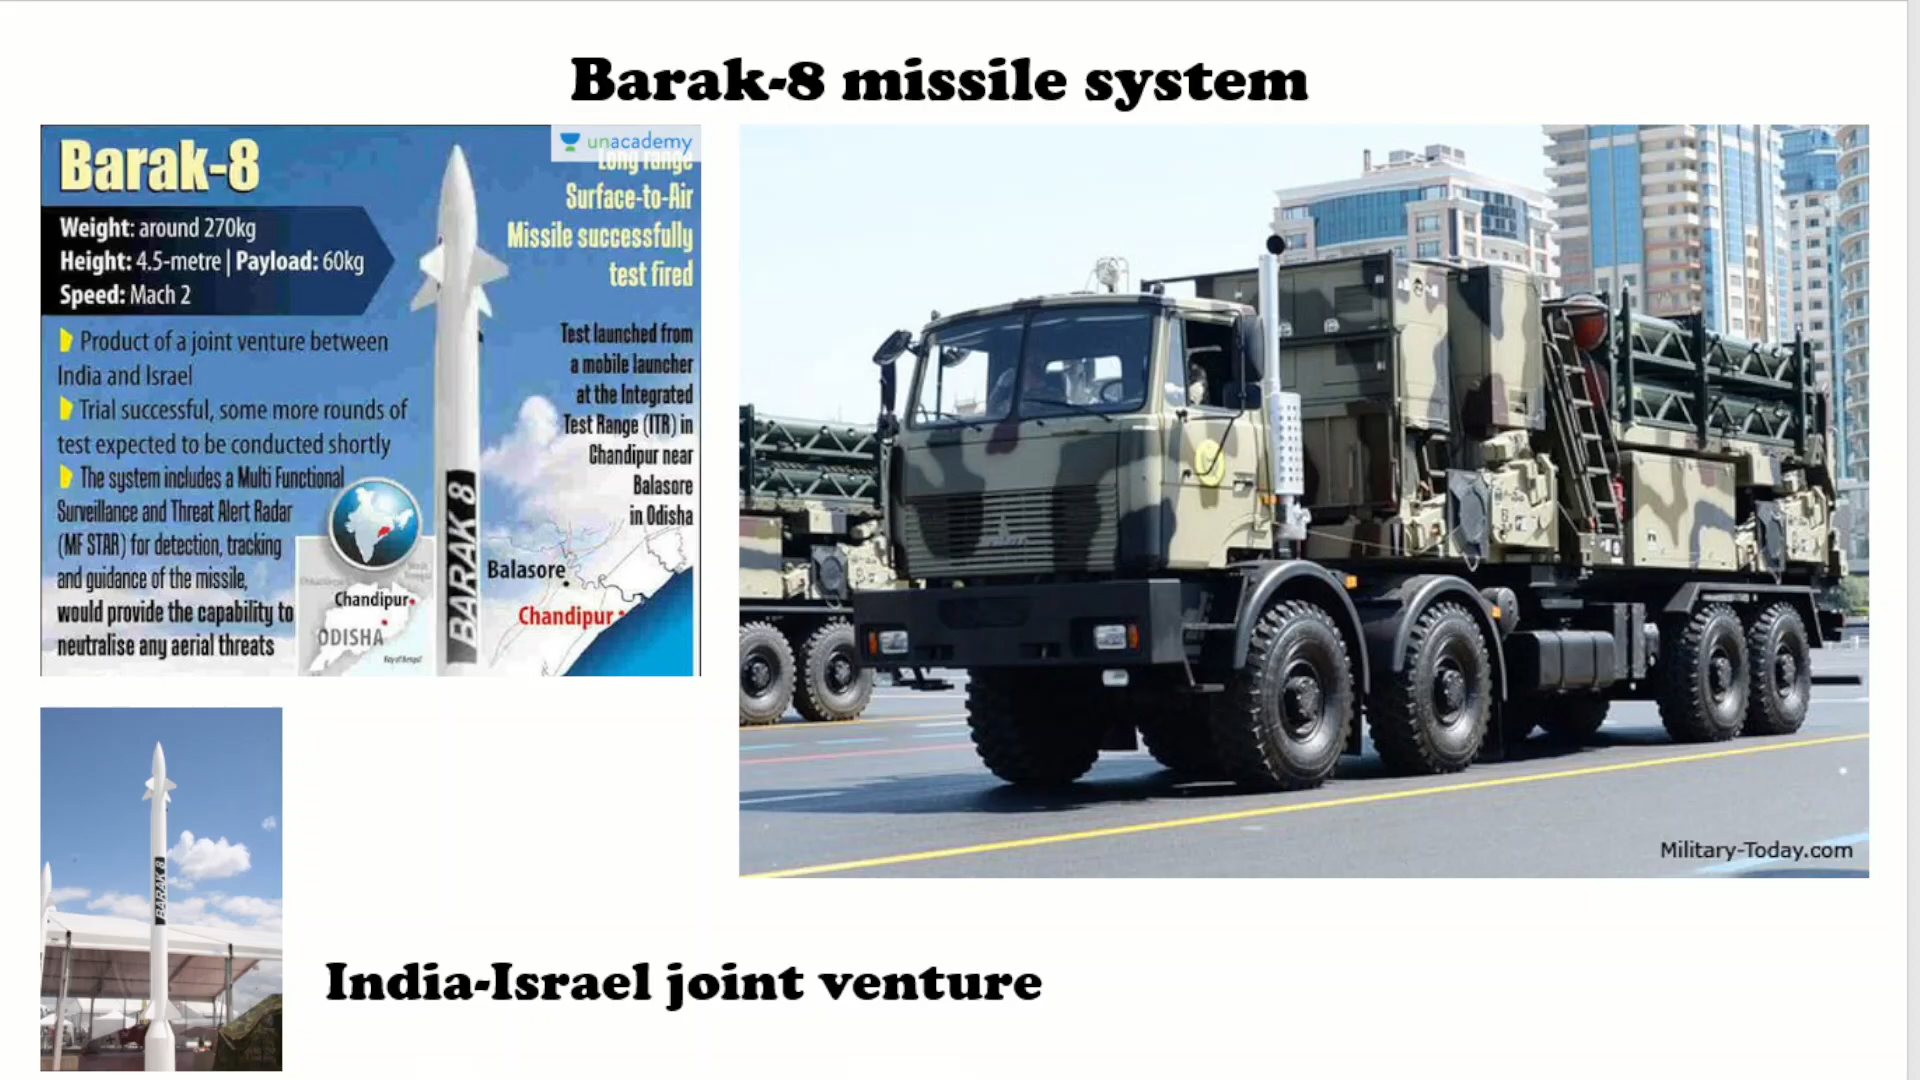 Barak-8 missile system
Barak-8
Weight: around 270kg
Height: 4.5-metre | Payload: 60kg
Speed: Mach 2
Product of a joint venture between
India and Israel
Trial successful, some more rounds of
test expected to be conducted shortly
The system includes a Multi Functional
Surveillance and Threat Alert Radar
(MF STAR) for detection, tracking
and guidance of the missile,
would provide the capability to
neutralise any aerial threats
unacademy
Long range
Surface-to-Air
Missile successfully
test fired
Test launched from
a mobile launcher
at the Integrated
Test Range (ITR) in
Chandipur near
Balasore
in Odisha
BARAK 8
Balasore
Chandipur
Chandipur
ODISHA
Bay of Bengal
Military-Today.com
BARAK 8
India-Israel joint venture